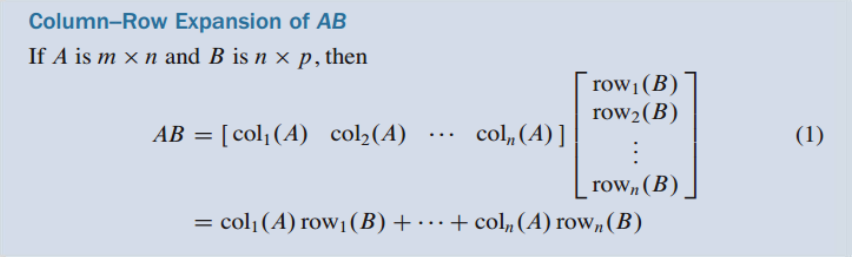 Column–Row Expansion of AB
If A is m × n and B is n × p, then
AB = [ col₁(A) col₂(A) ⋯ colₙ(A) ] [ row₁(B)
row₂(B)
⋮
rowₙ(B) ] (1)
= col₁(A) row₁(B) + ⋯ + colₙ(A) rowₙ(B)